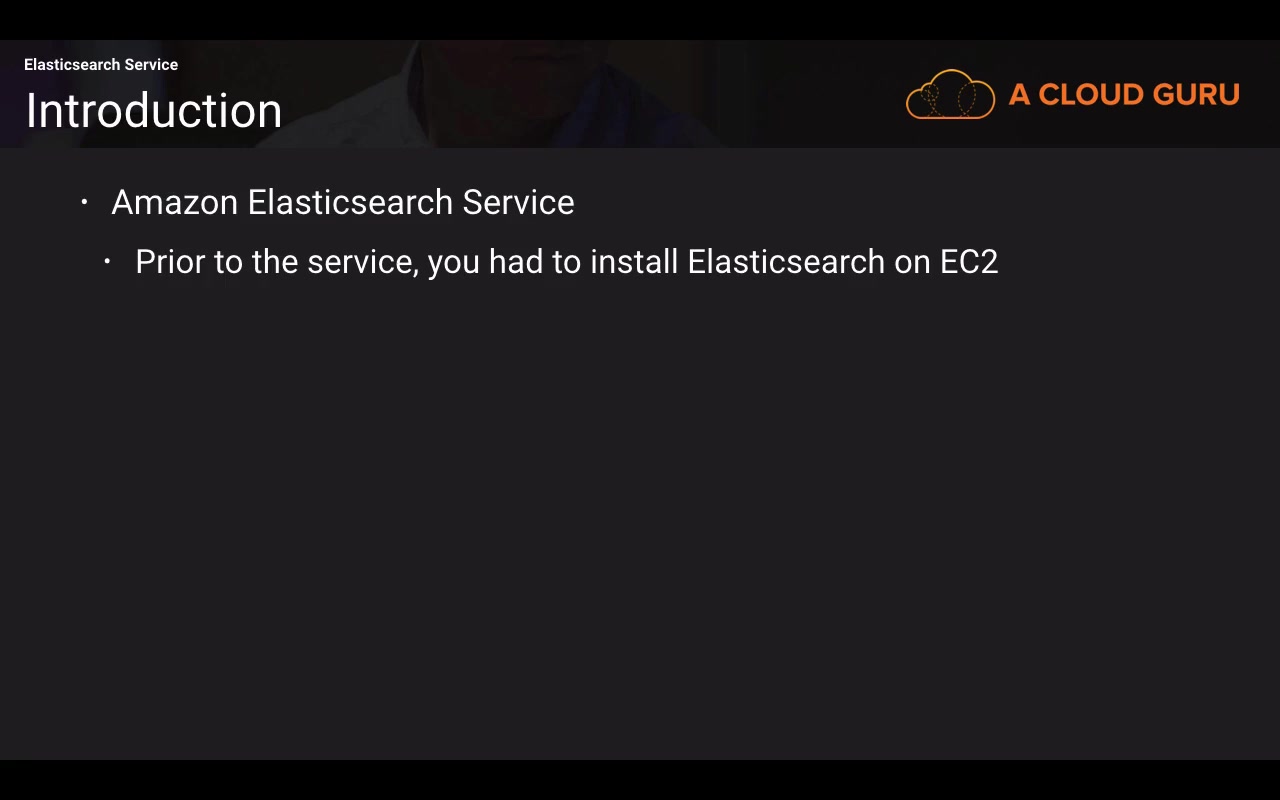 Elasticsearch Service
Introduction
A CLOUD GURU
· Amazon Elasticsearch Service
· Prior to the service, you had to install Elasticsearch on EC2